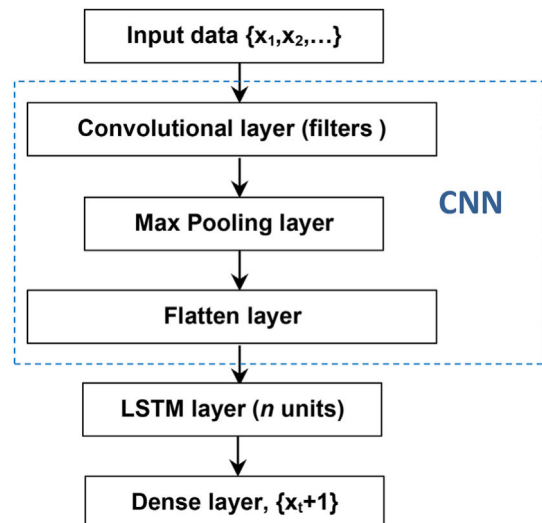 Input data {x₁,x₂,…}
Convolutional layer (filters )
CNN
Max Pooling layer
Flatten layer
LSTM layer (n units)
Dense layer, {xₜ+1}